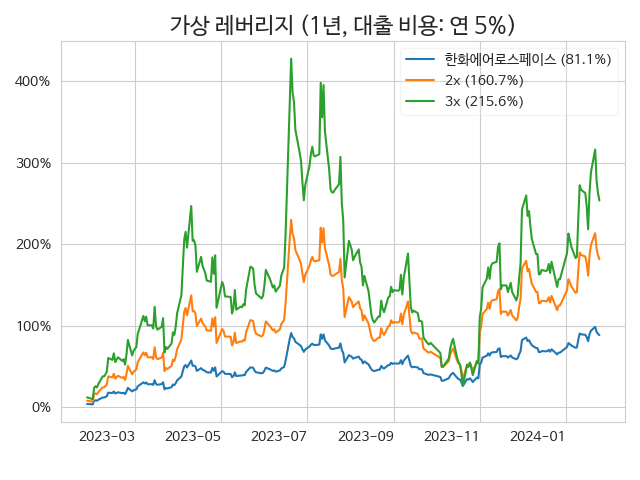 가상 레버리지 (1년, 대출 비용: 연 5%)
한화에어로스페이스 (81.1%)
2x (160.7%)
3x (215.6%)
400%
300%
200%
100%
0%
2023-03 2023-05 2023-07 2023-09 2023-11 2024-01